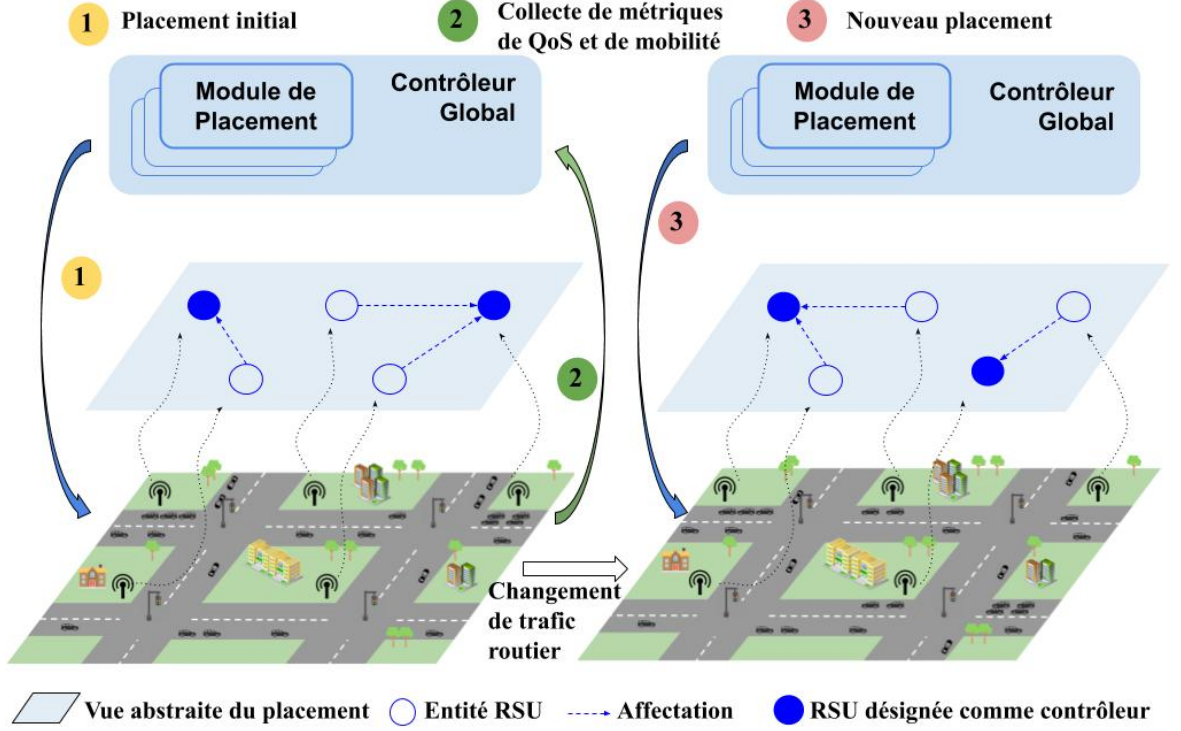 1 Placement initial
2 Collecte de métriques
de QoS et de mobilité
3 Nouveau placement
Module de
Placement
Contrôleur
Global
Module de
Placement
Contrôleur
Global
1
2
3
Changement
de trafic
routier
Vue abstraite du placement
Entité RSU
Affectation
RSU désignée comme contrôleur